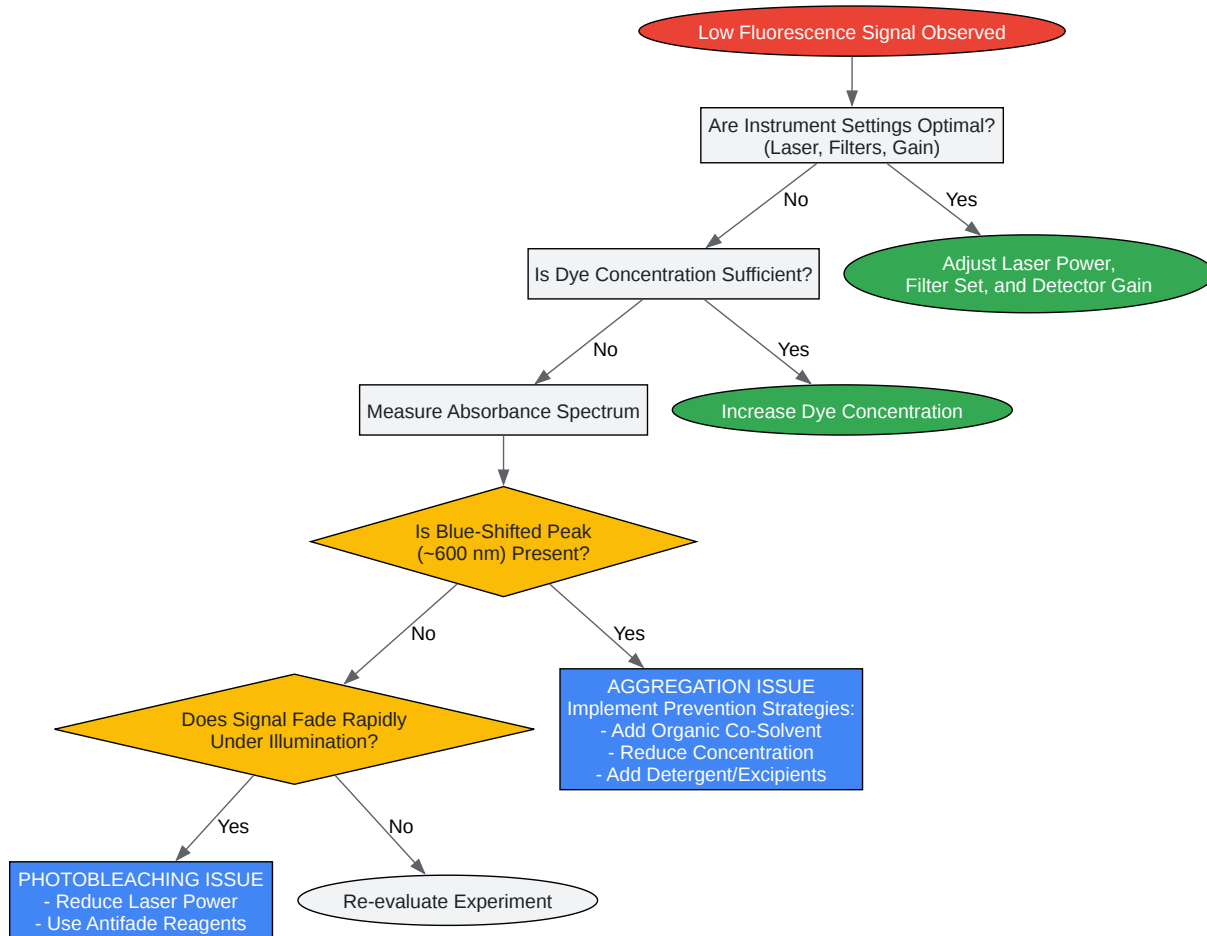 Low Fluorescence Signal Observed
Are Instrument Settings Optimal?
(Laser, Filters, Gain)
No
Yes
Is Dye Concentration Sufficient?
Adjust Laser Power,
Filter Set, and Detector Gain
No
Yes
Measure Absorbance Spectrum
Increase Dye Concentration
Is Blue-Shifted Peak
(~600 nm) Present?
No
Yes
Does Signal Fade Rapidly
Under Illumination?
AGGREGATION ISSUE
Implement Prevention Strategies:
- Add Organic Co-Solvent
- Reduce Concentration
- Add Detergent/Excipients
Yes
No
PHOTOBLEACHING ISSUE
- Reduce Laser Power
- Use Antifade Reagents
Re-evaluate Experiment